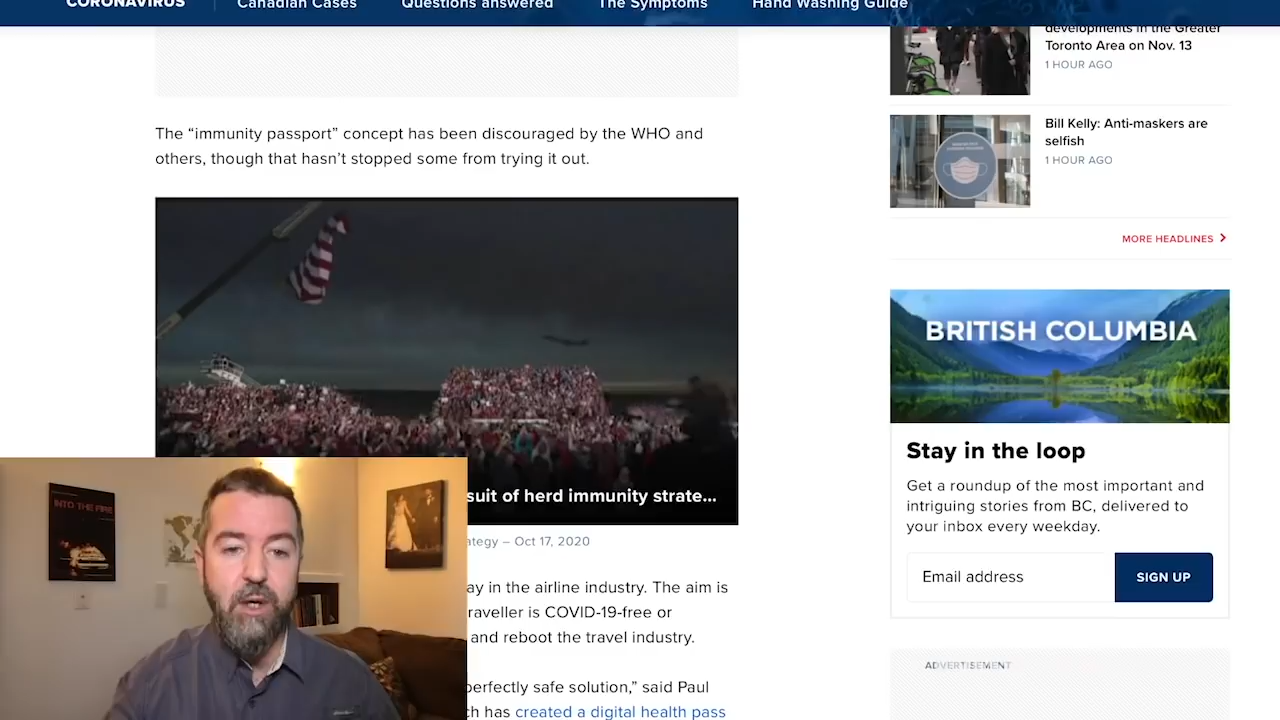 CORONAVIRUS
Canadian Cases
Questions answered
The Symptoms
Hand Washing Guide
The “immunity passport” concept has been discouraged by the WHO and
others, though that hasn’t stopped some from trying it out.
suit of herd immunity strate...
ategy – Oct 17, 2020
ay in the airline industry. The aim is
raveller is COVID-19-free or
and reboot the travel industry.
perfectly safe solution,” said Paul
ch has created a digital health pass
INTO THE FIRE
developments in the Greater
Toronto Area on Nov. 13
1 HOUR AGO
Bill Kelly: Anti-maskers are
selfish
1 HOUR AGO
MORE HEADLINES
BRITISH COLUMBIA
Stay in the loop
Get a roundup of the most important and
intriguing stories from BC, delivered to
your inbox every weekday.
Email address
SIGN UP
ADVERTISEMENT